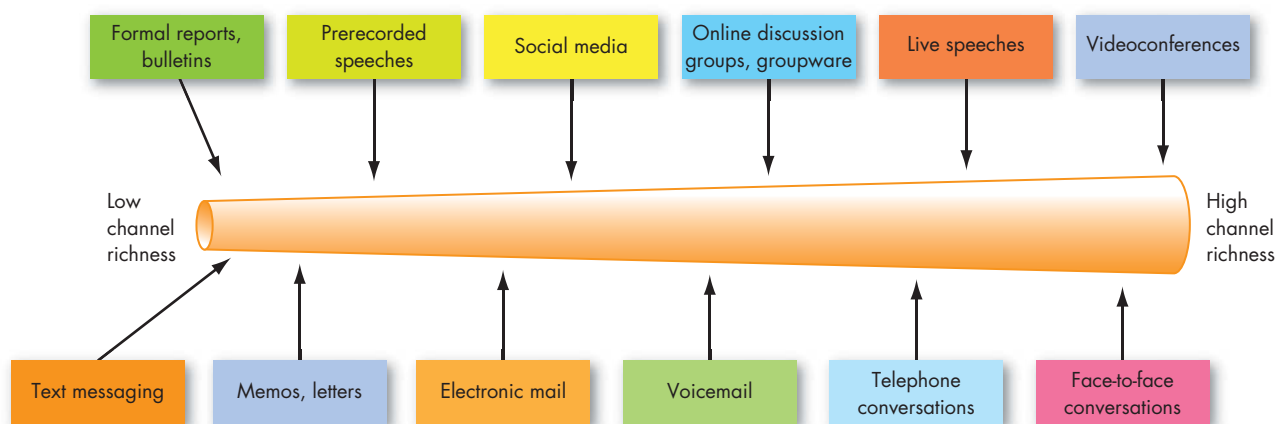 Formal reports,
bulletins
Prerecorded
speeches
Social media
Online discussion
groups, groupware
Live speeches
Videoconferences
Low
channel
richness
High
channel
richness
Text messaging
Memos, letters
Electronic mail
Voicemail
Telephone
conversations
Face-to-face
conversations